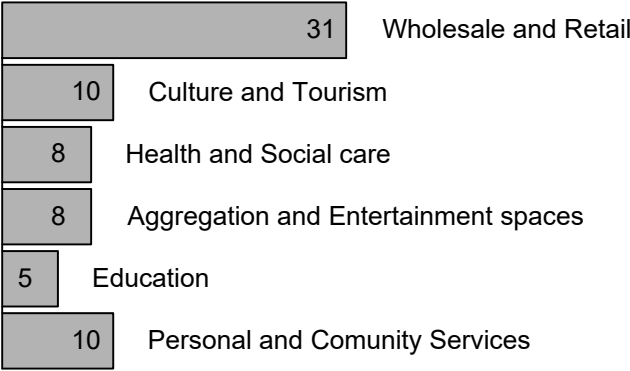 31 Wholesale and Retail
10 Culture and Tourism
8 Health and Social care
8 Aggregation and Entertainment spaces
5 Education
10 Personal and Comunity Services